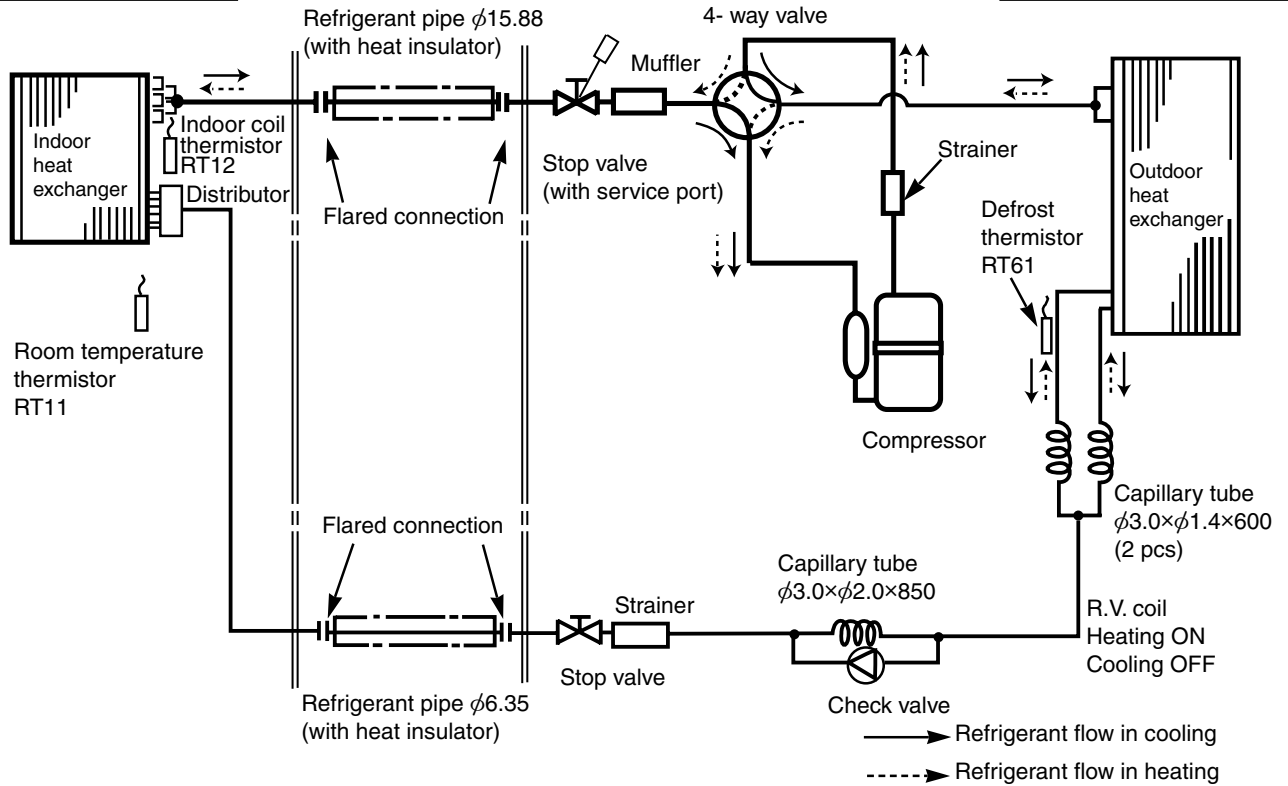 Refrigerant pipe ϕ15.88
(with heat insulator)
4- way valve
Muffler
Indoor
heat
exchanger
Indoor coil
thermistor
RT12
Distributor
Flared connection
Stop valve
(with service port)
Strainer
Outdoor
heat
exchanger
Defrost
thermistor
RT61
Room temperature
thermistor
RT11
Compressor
Capillary tube
ϕ3.0×ϕ1.4×600
(2 pcs)
Flared connection
Capillary tube
ϕ3.0×ϕ2.0×850
Strainer
R.V. coil
Heating ON
Cooling OFF
Stop valve
Refrigerant pipe ϕ6.35
(with heat insulator)
Check valve
Refrigerant flow in cooling
Refrigerant flow in heating